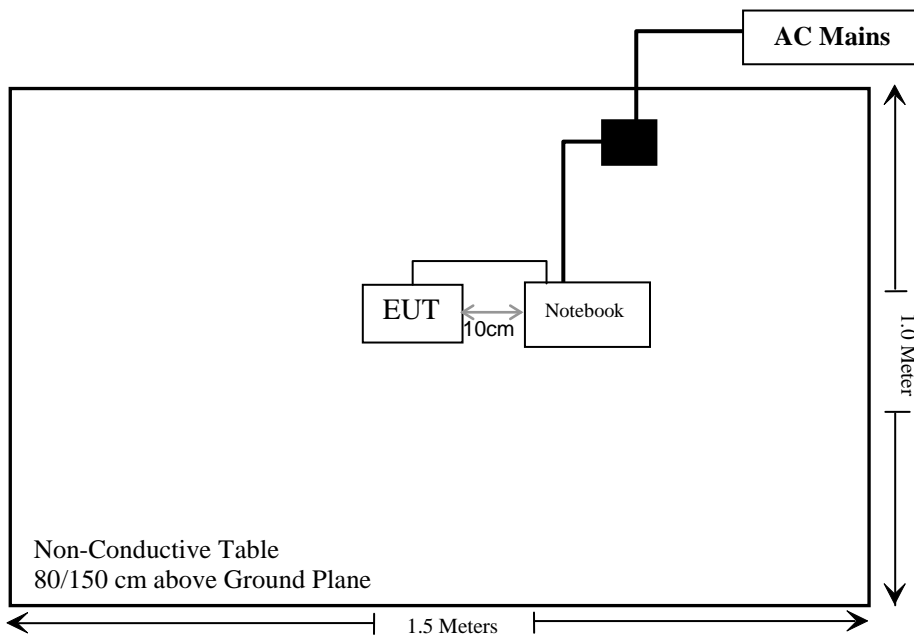 AC Mains
EUT
10cm
Notebook
1.0 Meter
Non-Conductive Table
80/150 cm above Ground Plane
1.5 Meters